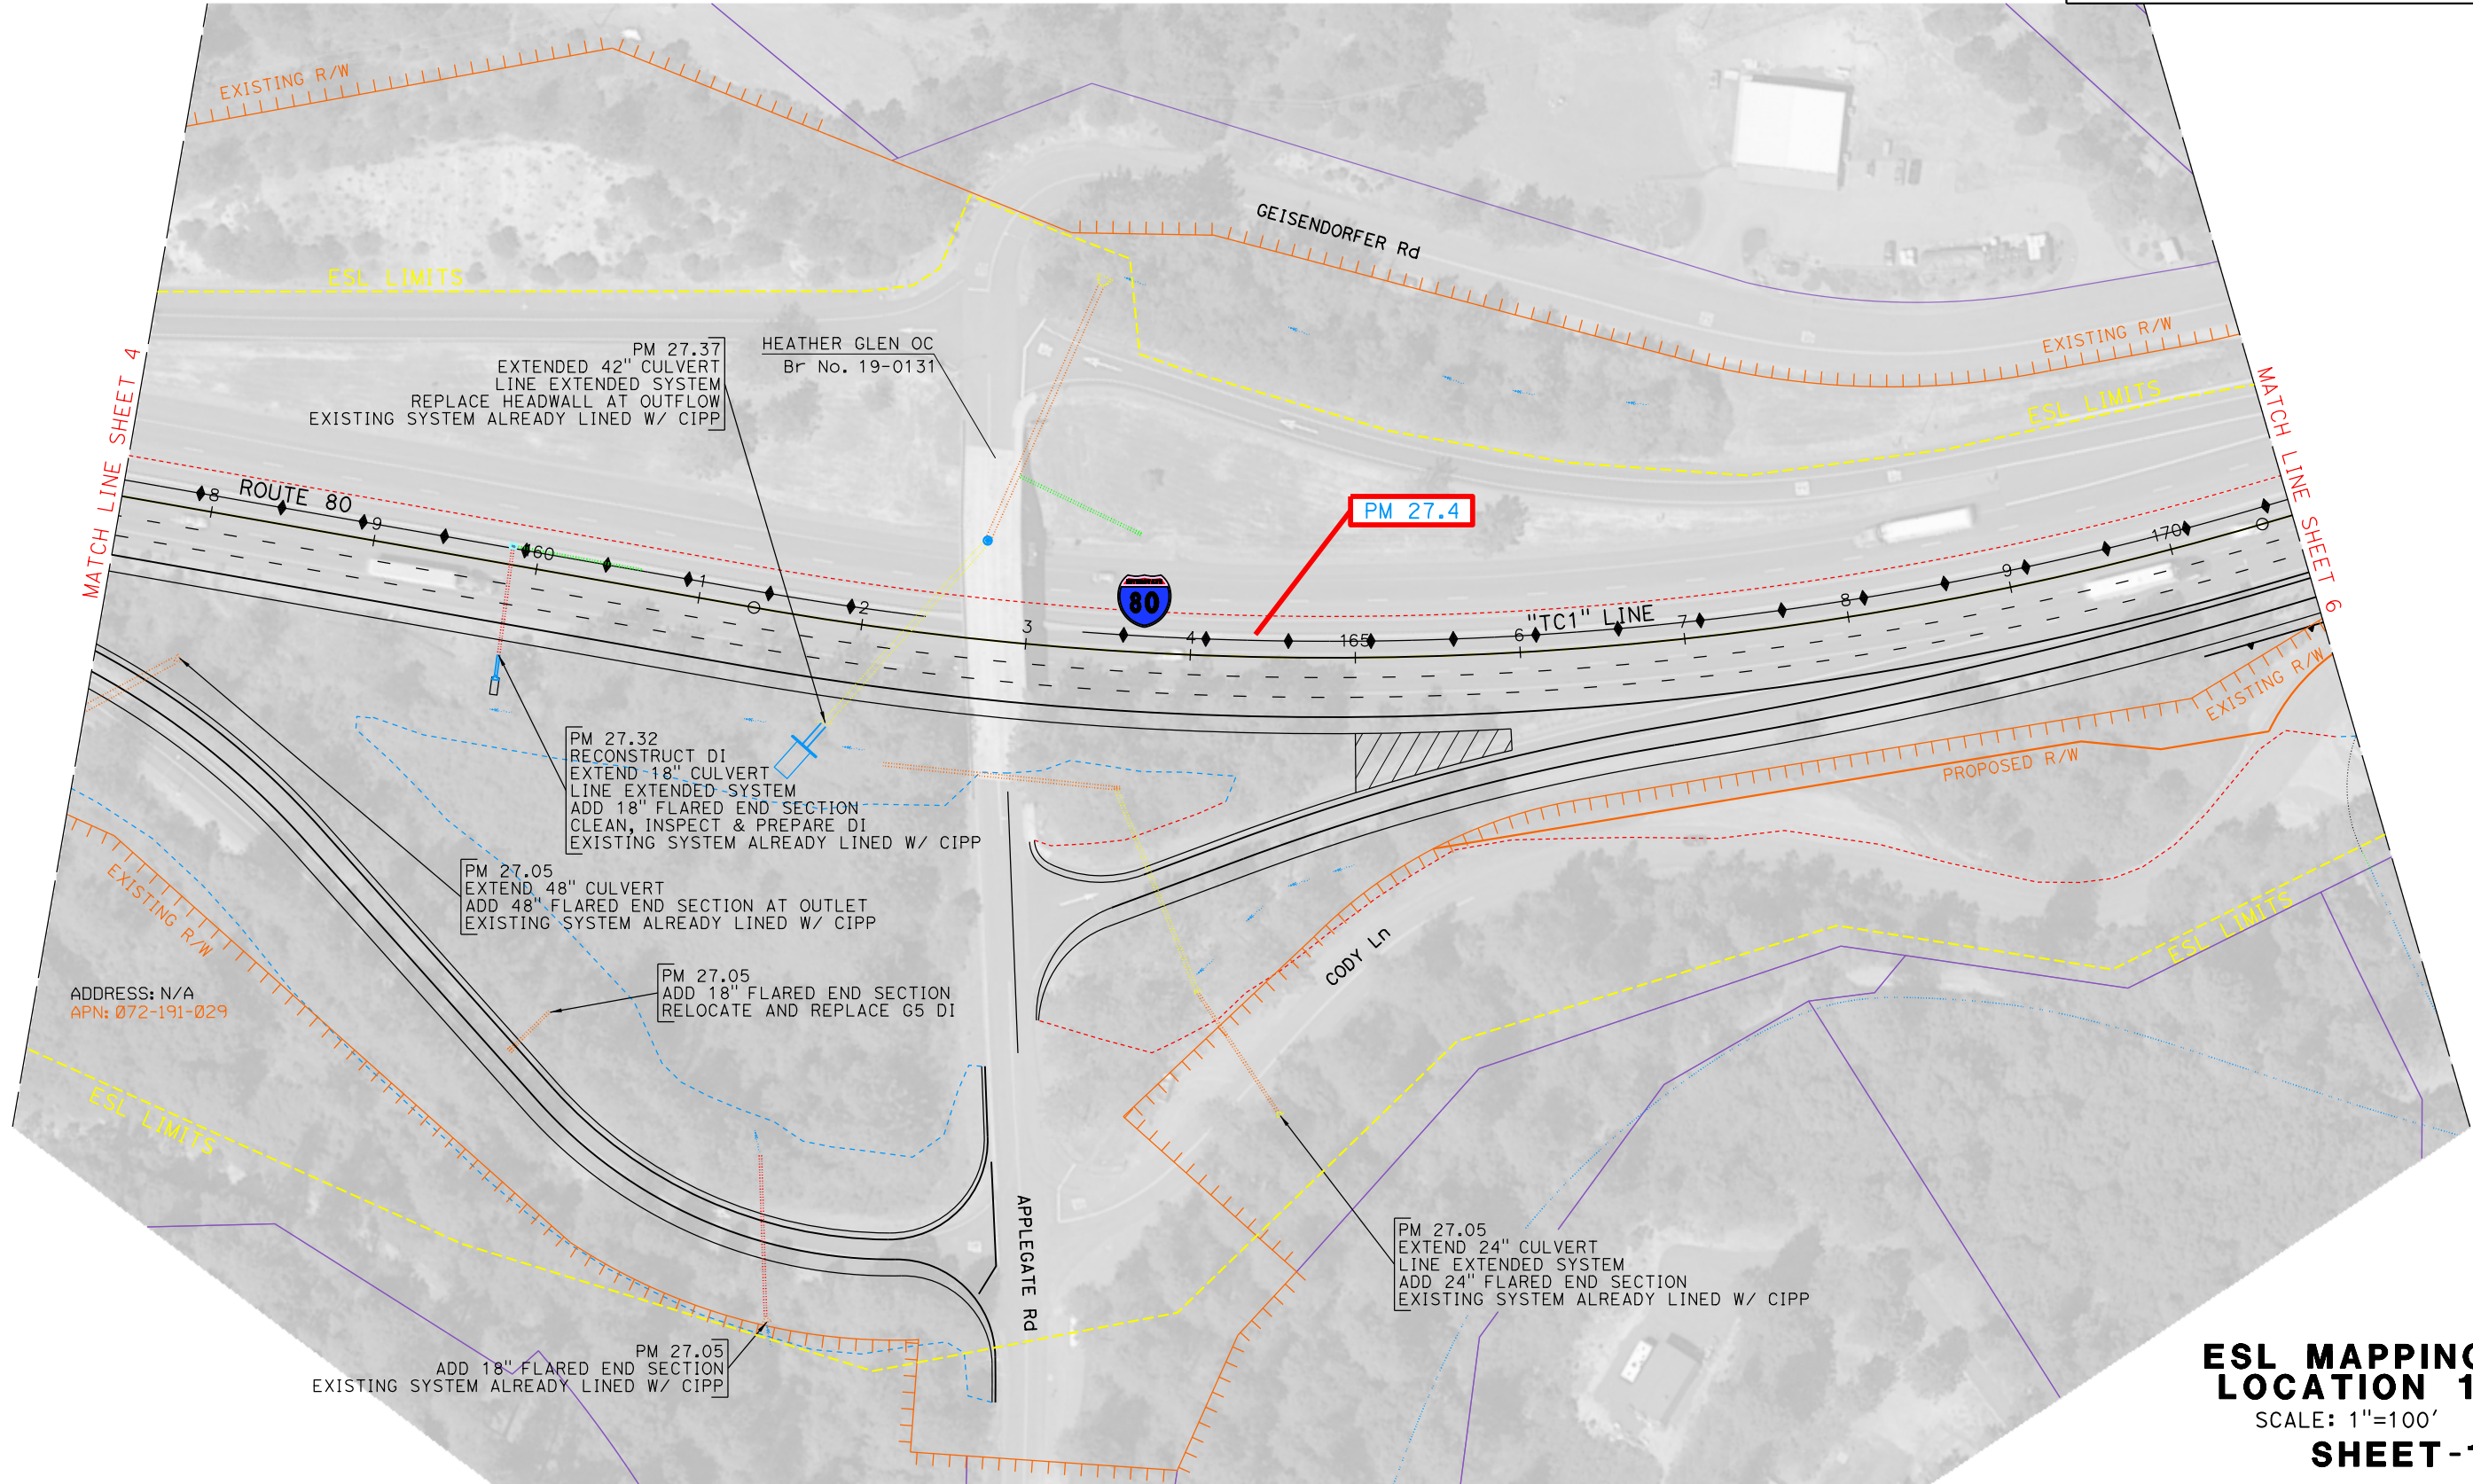 EXISTING R/W
ESL LIMITS
GEISENDORFER Rd
EXISTING R/W
ESL LIMITS
MATCH LINE SHEET 4
MATCH LINE SHEET 6
PM 27.37
EXTENDED 42" CULVERT
LINE EXTENDED SYSTEM
REPLACE HEADWALL AT OUTFLOW
EXISTING SYSTEM ALREADY LINED W/ CIPP
HEATHER GLEN OC
Br No. 19-0131
PM 27.4
ROUTE 80
8
9
160
1
2
3
4
165
6
7
8
9
170
80
"TC1" LINE
EXISTING R/W
PROPOSED R/W
PM 27.32
RECONSTRUCT DI
EXTEND 18" CULVERT
LINE EXTENDED SYSTEM
ADD 18" FLARED END SECTION
CLEAN, INSPECT & PREPARE DI
EXISTING SYSTEM ALREADY LINED W/ CIPP
PM 27.05
EXTEND 48" CULVERT
ADD 48" FLARED END SECTION AT OUTLET
EXISTING SYSTEM ALREADY LINED W/ CIPP
EXISTING R/W
CODY Ln
ESL LIMITS
PM 27.05
ADD 18" FLARED END SECTION
RELOCATE AND REPLACE G5 DI
ADDRESS: N/A
APN: 072-191-029
ESL LIMITS
APPLEGATE Rd
PM 27.05
EXTEND 24" CULVERT
LINE EXTENDED SYSTEM
ADD 24" FLARED END SECTION
EXISTING SYSTEM ALREADY LINED W/ CIPP
PM 27.05
ADD 18" FLARED END SECTION
EXISTING SYSTEM ALREADY LINED W/ CIPP
ESL MAPPING
LOCATION 1
SCALE: 1"=100'
SHEET-1